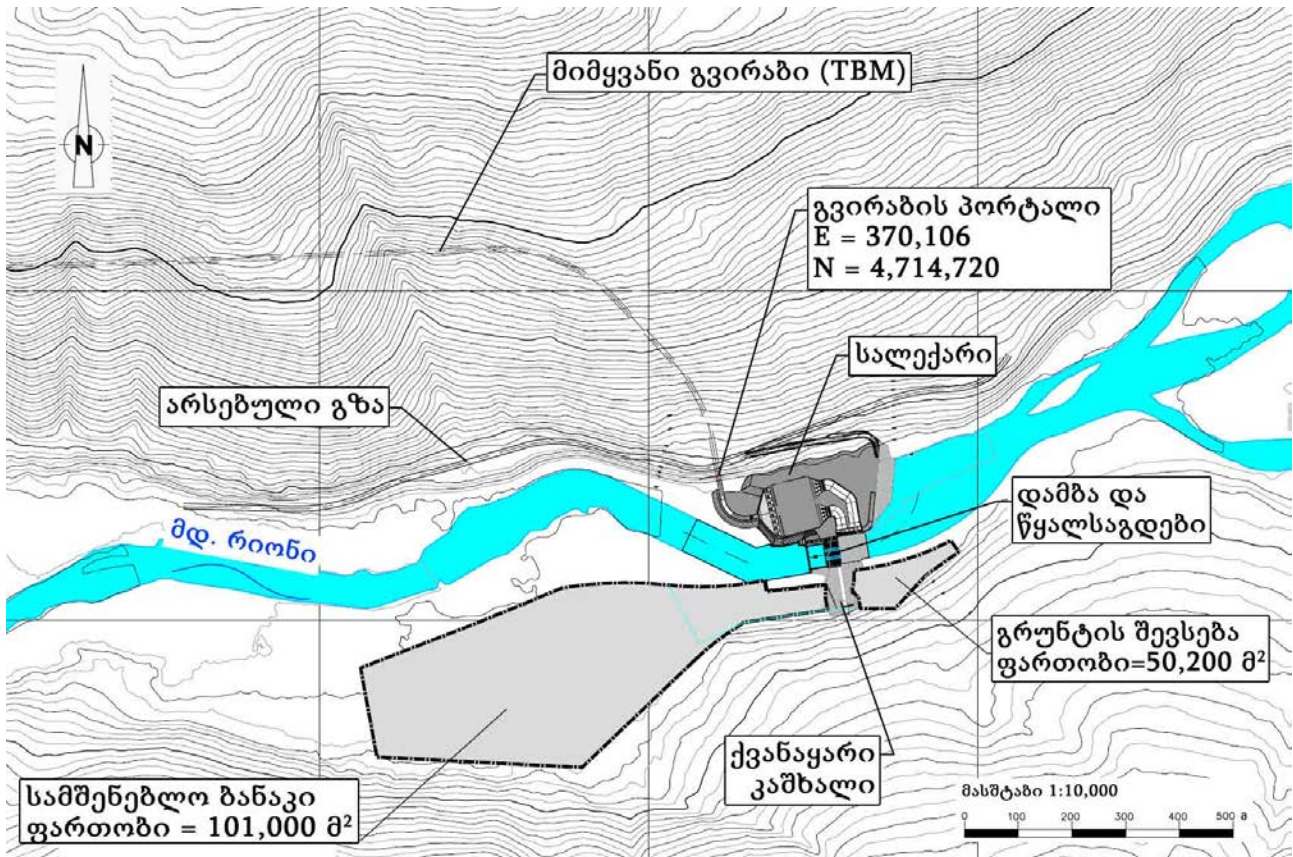 მიმყვანი გვირაბი (TBM)
N
გვირაბის პორტალი
E = 370,106
N = 4,714,720
სალექარი
არსებული გზა
დამბა და
წყალსაგდები
მდ. რიონი
გრუნტის შევსება
ფართობი=50,200 მ²
ქვანაყარი
კაშხალი
სამშენებლო ბანაკი
ფართობი = 101,000 მ²
მასშტაბი 1:10,000
0 100 200 300 400 500 მ